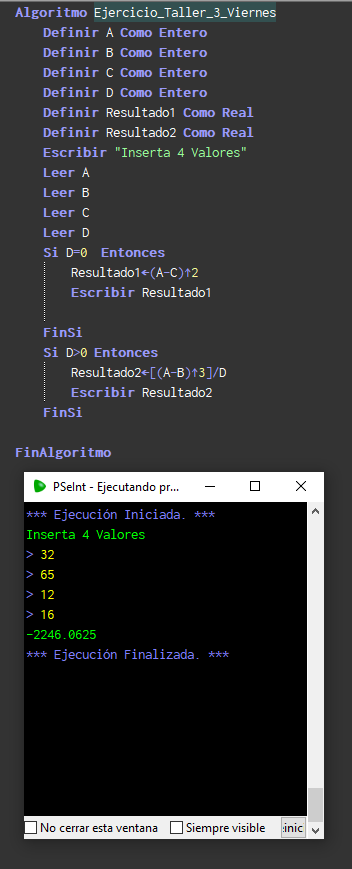 Algoritmo Ejercicio_Taller_3_Viernes
Definir A Como Entero
Definir B Como Entero
Definir C Como Entero
Definir D Como Entero
Definir Resultado1 Como Real
Definir Resultado2 Como Real
Escribir "Inserta 4 Valores"
Leer A
Leer B
Leer C
Leer D
Si D=0 Entonces
Resultado1←(A-C)↑2
Escribir Resultado1
FinSi
Si D>0 Entonces
Resultado2←[(A-B)↑3]/D
Escribir Resultado2
FinSi
FinAlgoritmo
PSeInt - Ejecutando pr...
*** Ejecución Iniciada. ***
Inserta 4 Valores
> 32
> 65
> 12
> 16
-2246.0625
*** Ejecución Finalizada. ***
No cerrar esta ventana Siempre visible